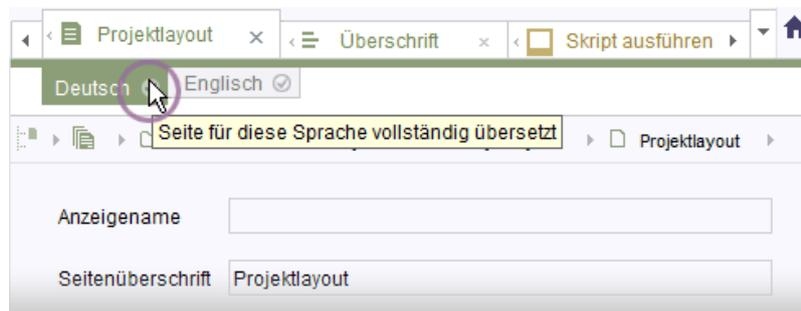 Projektlayout Überschrift Skript ausführen
Deutsch Englisch
Seite für diese Sprache vollständig übersetzt
Projektlayout
Anzeigename
Seitenüberschrift Projektlayout